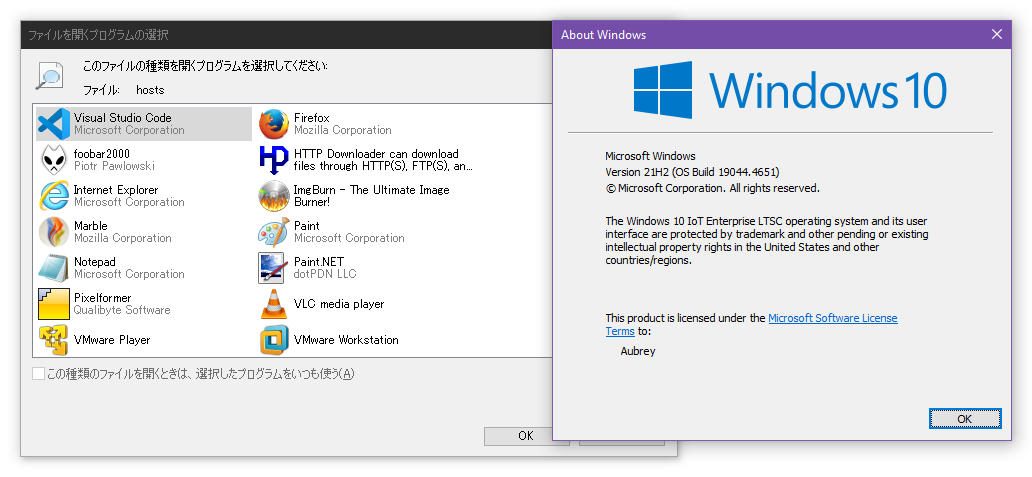 ファイルを開くプログラムの選択
このファイルの種類を開くプログラムを選択してください:
ファイル: hosts
Visual Studio Code
Microsoft Corporation
Firefox
Mozilla Corporation
foobar2000
Piotr Pawlowski
HTTP Downloader can download
files through HTTP(S), FTP(S), an...
Internet Explorer
Microsoft Corporation
ImgBurn - The Ultimate Image
Burner!
Marble
Mozilla Corporation
Paint
Microsoft Corporation
Notepad
Microsoft Corporation
Paint.NET
dotPDN LLC
Pixelformer
Qualibyte Software
VLC media player
VMware Player
VMware Workstation
この種類のファイルを開くときは、選択したプログラムをいつも使う(A)
OK
About Windows
Windows 10
Microsoft Windows
Version 21H2 (OS Build 19044.4651)
© Microsoft Corporation. All rights reserved.
The Windows 10 IoT Enterprise LTSC operating system and its user
interface are protected by trademark and other pending or existing
intellectual property rights in the United States and other
countries/regions.
This product is licensed under the Microsoft Software License
Terms to:
Aubrey
OK